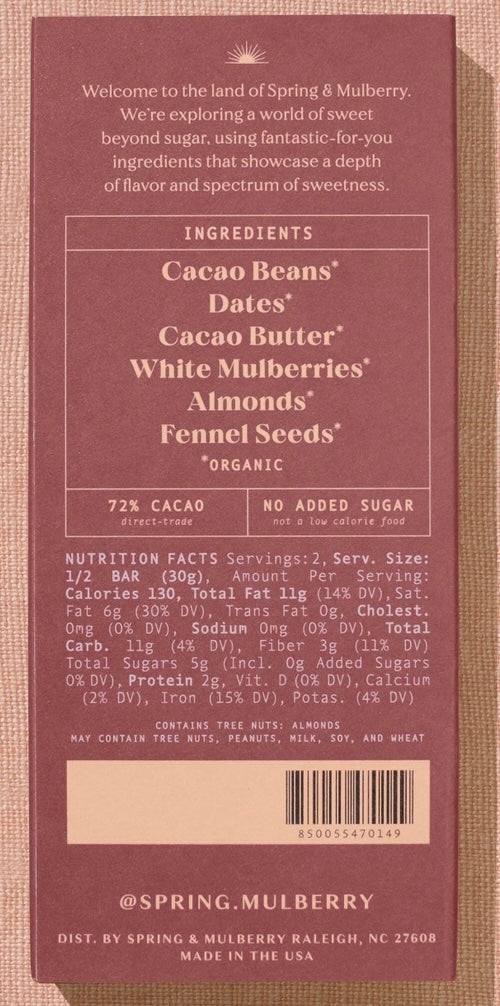 Welcome to the land of Spring & Mulberry.
We're exploring a world of sweet
beyond sugar, using fantastic-for-you
ingredients that showcase a depth
of flavor and spectrum of sweetness.
INGREDIENTS
Cacao Beans*
Dates*
Cacao Butter*
White Mulberries*
Almonds*
Fennel Seeds*
*ORGANIC
72% CACAO
direct-trade
NO ADDED SUGAR
not a low calorie food
NUTRITION FACTS Servings: 2, Serv. Size:
1/2 BAR (30g), Amount Per Serving:
Calories 130, Total Fat 11g (14% DV), Sat.
Fat 6g (30% DV), Trans Fat 0g, Cholest.
0mg (0% DV), Sodium 0mg (0% DV), Total
Carb. 11g (4% DV), Fiber 3g (11% DV)
Total Sugars 5g (Incl. 0g Added Sugars
0% DV), Protein 2g, Vit. D (0% DV), Calcium
(2% DV), Iron (15% DV), Potas. (4% DV)
CONTAINS TREE NUTS: ALMONDS
MAY CONTAIN TREE NUTS, PEANUTS, MILK, SOY, AND WHEAT
850055470149
@SPRING.MULBERRY
DIST. BY SPRING & MULBERRY RALEIGH, NC 27608
MADE IN THE USA